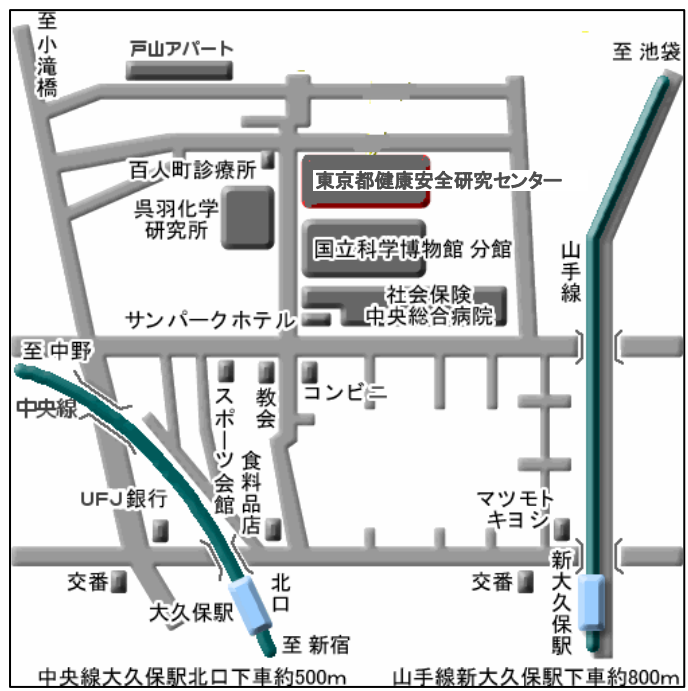 至小滝橋
戸山アパート
至 池袋
百人町診療所
東京都健康安全研究センター
呉羽化学
研究所
国立科学博物館 分館
山手線
社会保険
中央総合病院
サンパークホテル
至 中野
中央線
スポーツ会館
教会
コンビニ
食料品店
UFJ銀行
マツモト
キヨシ
交番
大久保駅
北口
交番
新大久保駅
至 新宿
中央線大久保駅北口下車約500m
山手線新大久保駅下車約800m